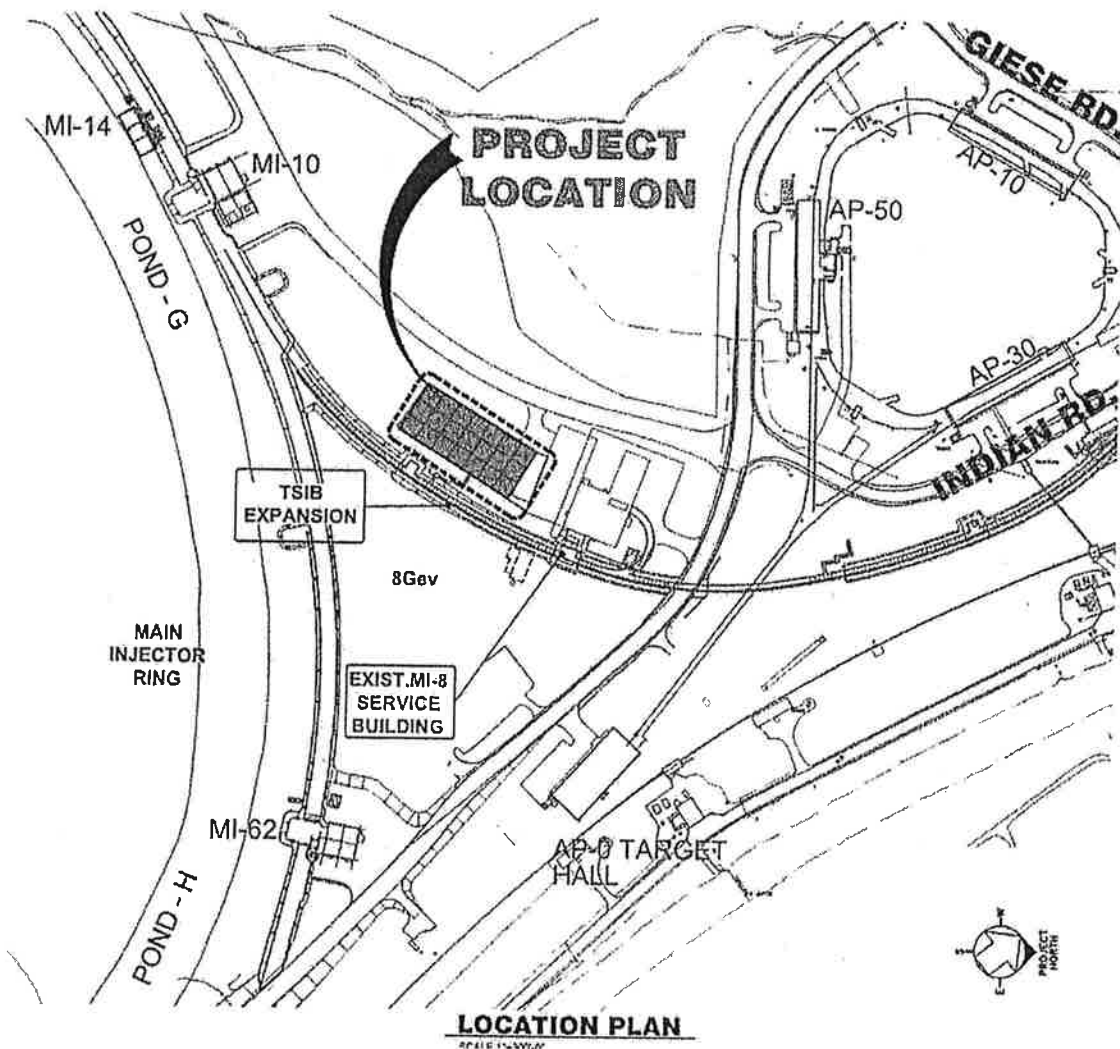 GIESE RD.
MI-14
MI-10
PROJECT
LOCATION
AP-10
AP-50
POND - G
AP-30
INDIAN RD.
TSIB
EXPANSION
8Gev
MAIN
INJECTOR
RING
EXIST.MI-8
SERVICE
BUILDING
MI-62
AP-0 TARGET
HALL
POND - H
PROJECT
NORTH
LOCATION PLAN